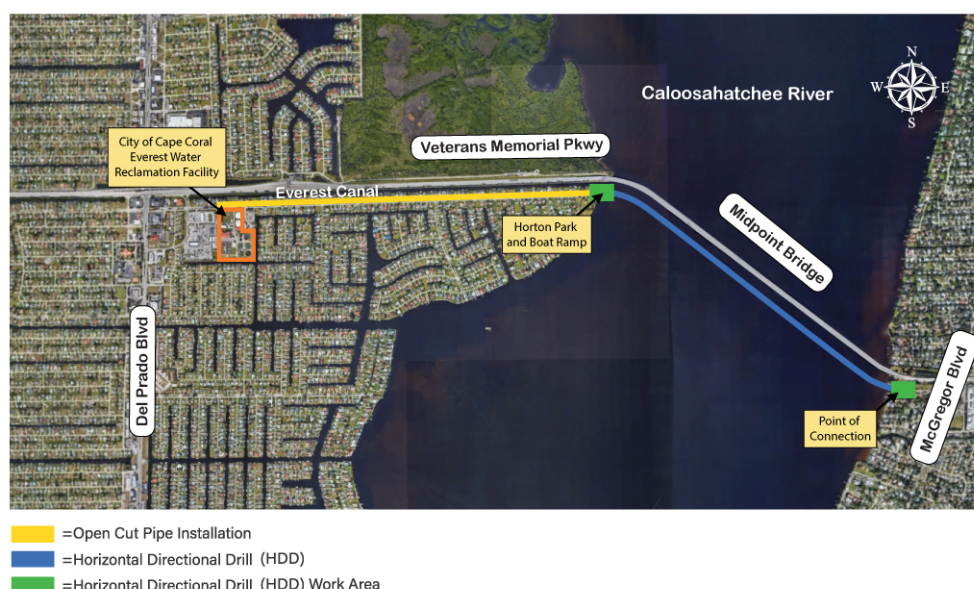 N
W
E
S
Caloosahatchee River
City of Cape Coral
Everest Water
Reclamation Facility
Veterans Memorial Pkwy
Everest Canal
Horton Park
and Boat Ramp
Midpoint Bridge
Del Prado Blvd
McGregor Blvd
Point of
Connection
=Open Cut Pipe Installation
=Horizontal Directional Drill (HDD)
=Horizontal Directional Drill (HDD) Work Area